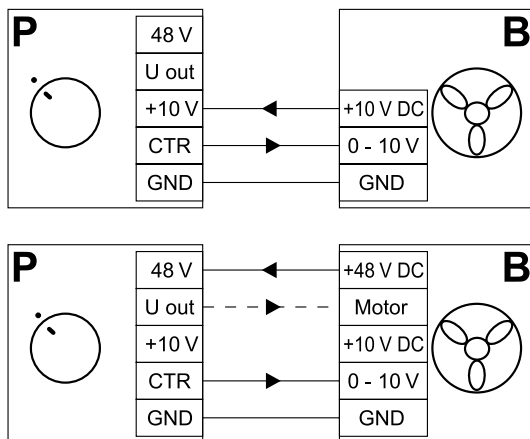 P
48 V
U out
+10 V
CTR
GND
B
+10 V DC
0 - 10 V
GND
P
48 V
U out
+10 V
CTR
GND
B
+48 V DC
Motor
+10 V DC
0 - 10 V
GND